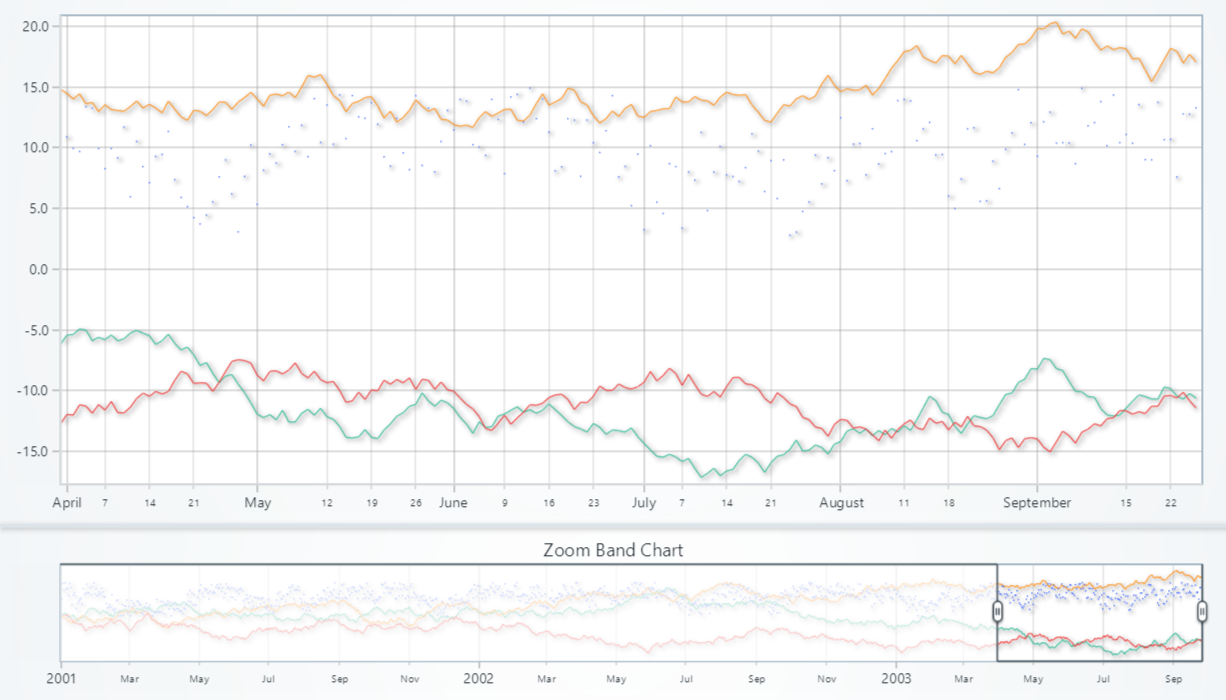 20.0
15.0
10.0
5.0
0.0
-5.0
-10.0
-15.0
April 7 14 21 May 12 19 26 June 9 16 23 July 7 14 21 August 11 18 September 15 22
Zoom Band Chart
2001 Mar May Jul Sep Nov 2002 Mar May Jul Sep Nov 2003 Mar May Jul Sep